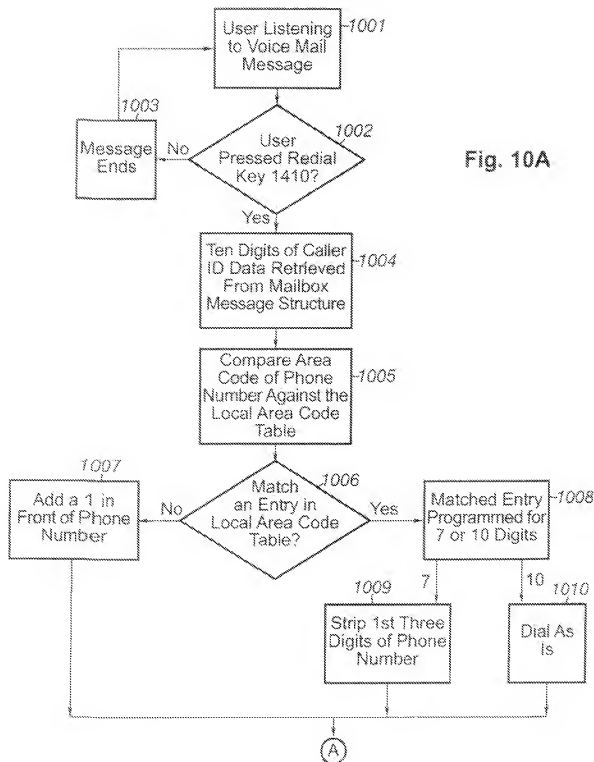 1001
User Listening
to Voice Mail
Message
1003
Message
Ends
No
1002
User
Pressed Redial
Key 1410?
Fig. 10A
Yes
Ten Digits of Caller
ID Data Retrieved
From Mailbox
Message Structure
1004
Compare Area
Code of Phone
Number Against the
Local Area Code
Table
1005
1007
Add a 1 in
Front of Phone
Number
No
1006
Match
an Entry in
Local Area Code
Table?
Yes
Matched Entry
Programmed for
7 or 10 Digits
1008
7
10
1009
Strip 1st Three
Digits of Phone
Number
1010
Dial As
Is
A